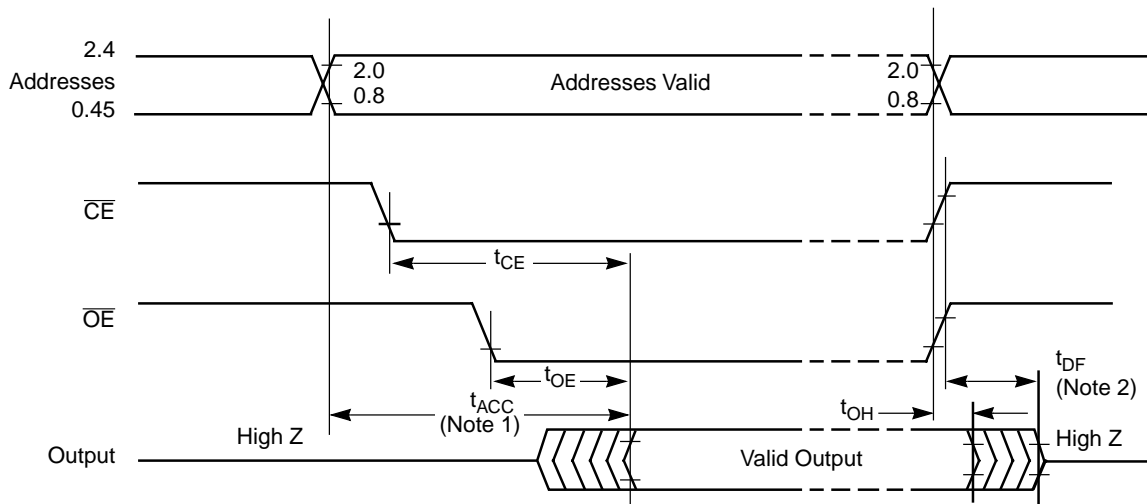 2.4
Addresses
0.45
2.0
0.8
Addresses Valid
2.0
0.8
CE
tCE
OE
tOE
tACC
(Note 1)
tOH
tDF
(Note 2)
Output
High Z
Valid Output
High Z